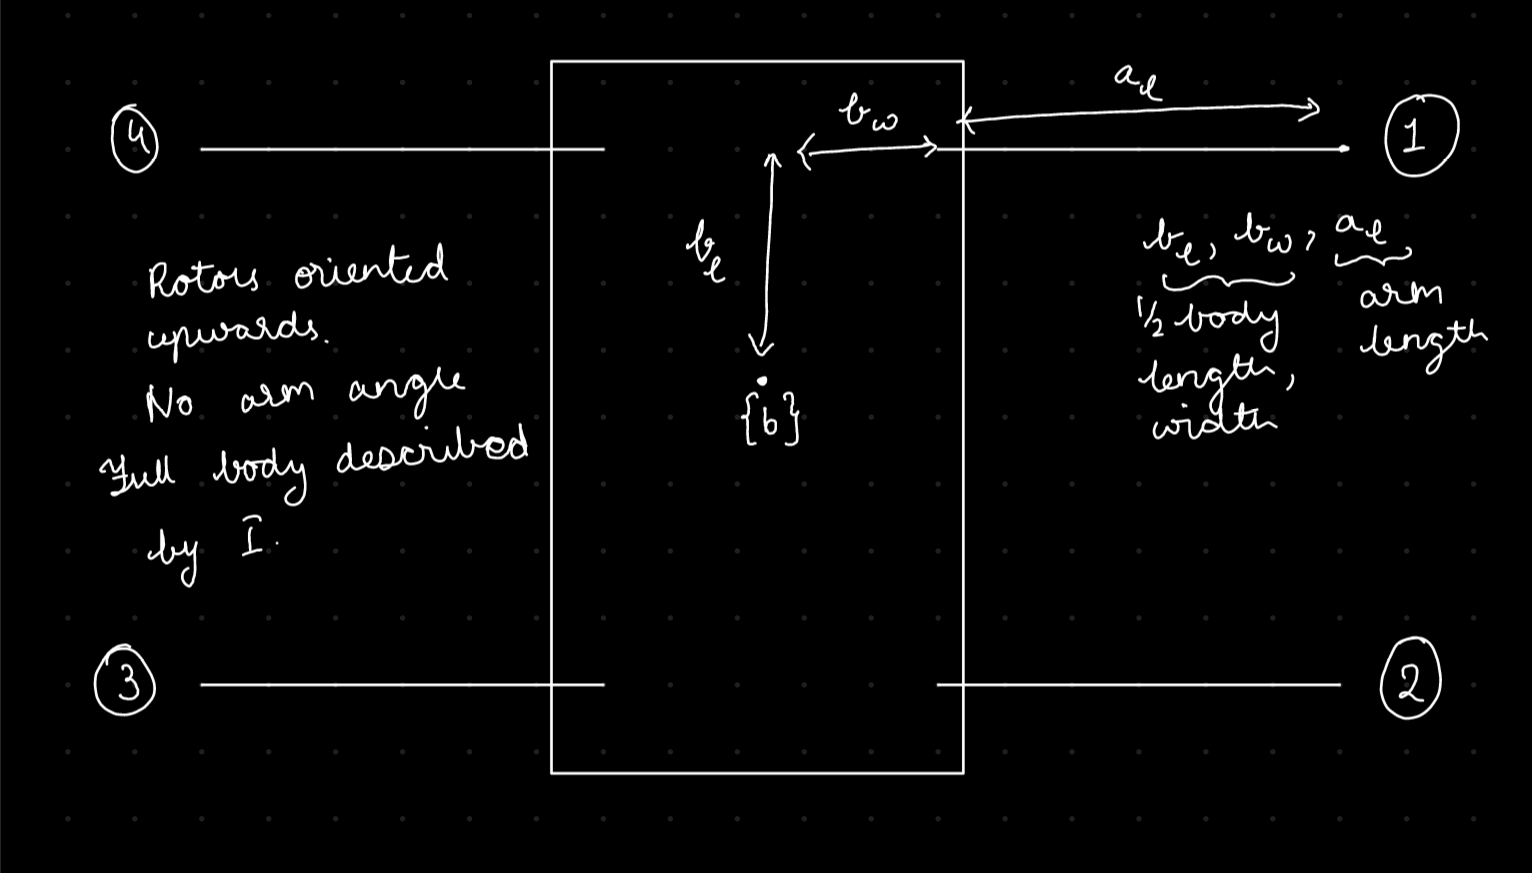 4
b_w
a_l
1
b_l
b_l, b_w, a_l,
1/2 body
length,
width
arm
length
{b}
Rotors oriented
upwards.
No arm angle
Full body described
by I.
3
2